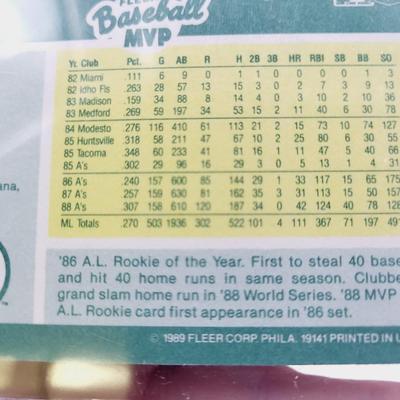 FLEER
Baseball
MVP
Yr. Club Pct. G AB R H 2B 3B HR RBI SB BB SO
82 Miami .111 6 9 0 1 1 0 0 0 0 1 3
82 Idho Fls .263 28 57 13 15 3 0 2 7 3 9 13
83 Madison .159 34 88 8 14 4 0 3 10 2 10 36
83 Medford .269 59 197 34 53 15 2 11 40 6 30 78
84 Modesto .276 116 410 61 113 21 2 15 73 10 74 127
85 Huntsville .318 58 211 47 67 10 2 25 80 6 30 55
85 Tacoma .348 60 233 41 81 16 1 11 47 5 40 66
85 A's .302 29 96 16 29 3 0 5 13 1 4 31
86 A's .240 157 600 85 144 29 1 33 117 15 65 175
87 A's .257 159 630 81 162 35 3 31 113 15 50 157
88 A's .307 158 610 120 187 34 0 42 124 40 78 128
ML Totals .270 503 1936 302 522 101 4 111 367 71 197 491
ana,
TM
'86 A.L. Rookie of the Year. First to steal 40 base
and hit 40 home runs in same season. Clubbe
grand slam home run in '88 World Series. '88 MVP
A.L. Rookie card first appearance in '86 set.
© 1989 FLEER CORP. PHILA. 19141 PRINTED IN U